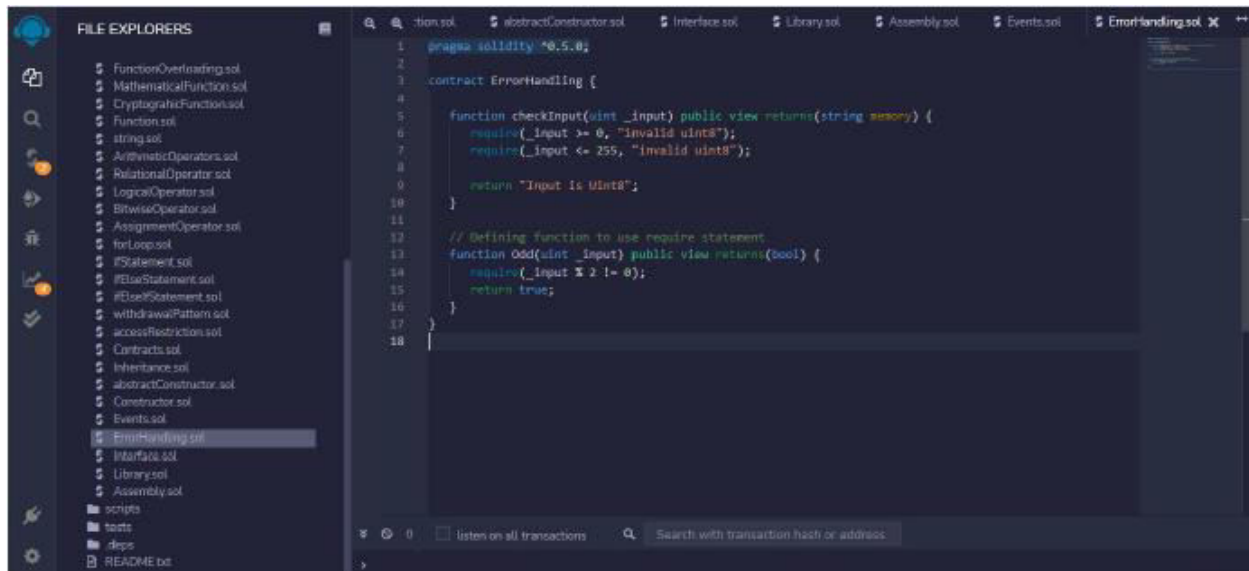 FILE EXPLORERS
FunctionOverloading.sol
MathematicalFunction.sol
CryptograhicFunction.sol
Function.sol
string.sol
ArithmeticOperators.sol
RelationalOperator.sol
LogicalOperator.sol
BitwiseOperator.sol
AssignmentOperator.sol
forLoop.sol
IfStatement.sol
IfElseStatement.sol
ifElseIfStatement.sol
withdrawalPattern.sol
accessRestriction.sol
Contracts.sol
Inheritance.sol
abstractConstructor.sol
Constructor.sol
Events.sol
ErrorHandling.sol
Interface.sol
Library.sol
Assembly.sol
scripts
tests
.deps
README.txt
tion.sol abstractConstructor.sol Interface.sol Library.sol Assembly.sol Events.sol ErrorHandling.sol
1 pragma solidity ^0.5.0;
2
3 contract ErrorHandling {
4
5 function checkInput(uint _input) public view returns(string memory) {
6 require(_input >= 0, "invalid uint8");
7 require(_input <= 255, "invalid uint8");
8
9 return "Input is Uint8";
10 }
11
12 // Defining function to use require statement
13 function Odd(uint _input) public view returns(bool) {
14 require(_input % 2 != 0);
15 return true;
16 }
17 }
18
0 listen on all transactions Search with transaction hash or address
>